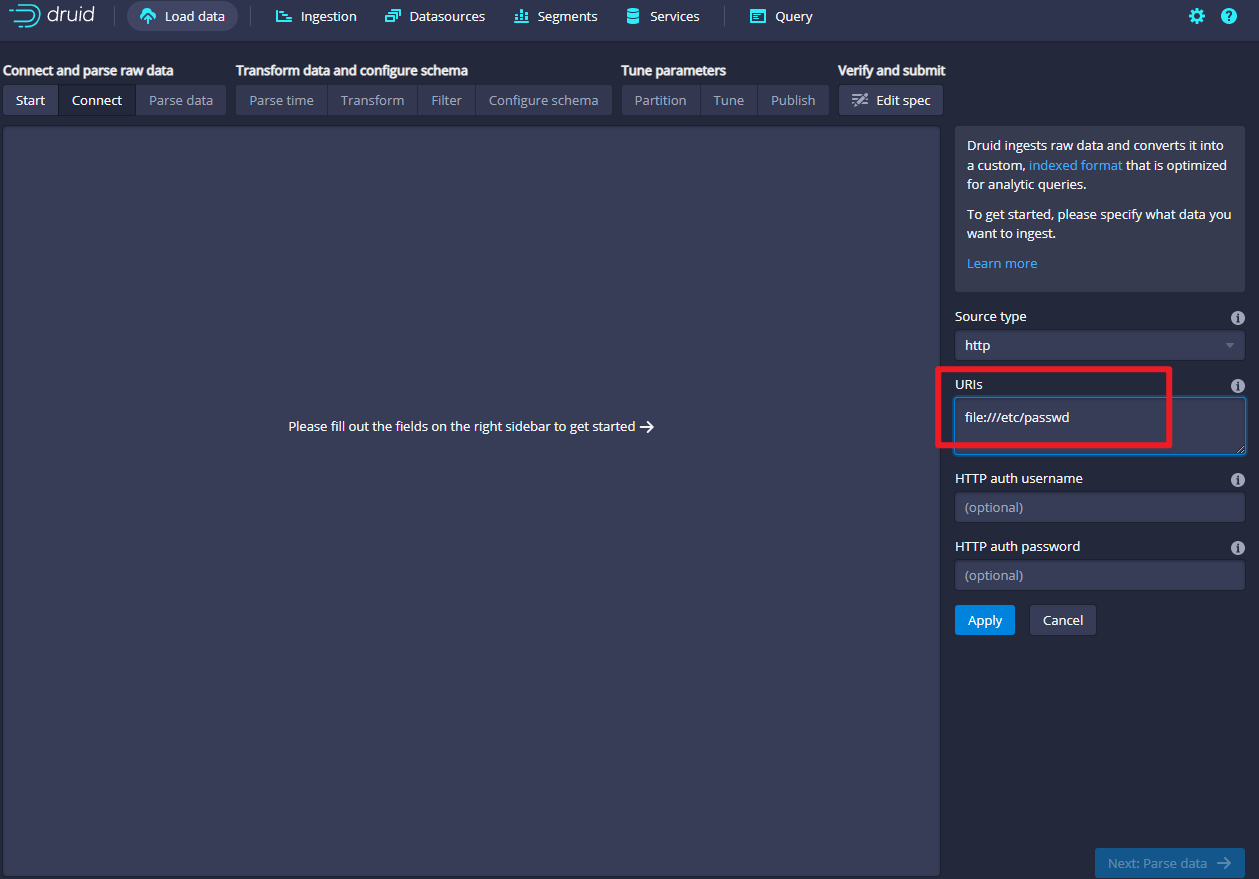 druid Load data Ingestion Datasources Segments Services Query
Connect and parse raw data Transform data and configure schema Tune parameters Verify and submit
Start Connect Parse data Parse time Transform Filter Configure schema Partition Tune Publish Edit spec
Druid ingests raw data and converts it into
a custom, indexed format that is optimized
for analytic queries.
To get started, please specify what data you
want to ingest.
Learn more
Source type
http
URIs
file:///etc/passwd
Please fill out the fields on the right sidebar to get started
HTTP auth username
(optional)
HTTP auth password
(optional)
Apply Cancel
Next: Parse data